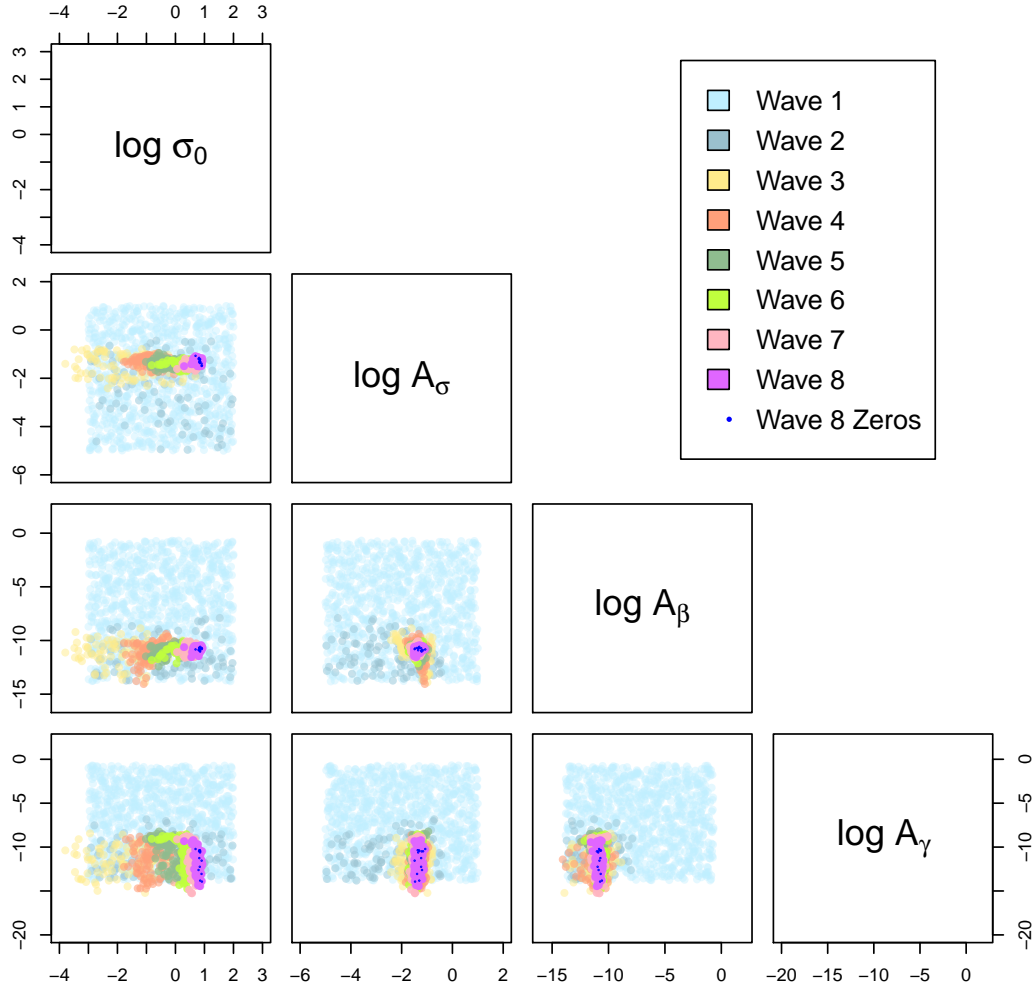 −4 −2 0 1 2 3
3
2
1
0
−2
−4
log σ0
Wave 1
Wave 2
Wave 3
Wave 4
Wave 5
Wave 6
Wave 7
Wave 8
Wave 8 Zeros
2
0
−2
−4
−6
log Aσ
0
−5
−10
−15
log Aβ
0
−5
−10
−20
log Aγ
0
−5
−10
−20
−4 −2 0 1 2 3
−6 −4 −2 0 2
−15 −10 −5 0
−20 −15 −10 −5 0